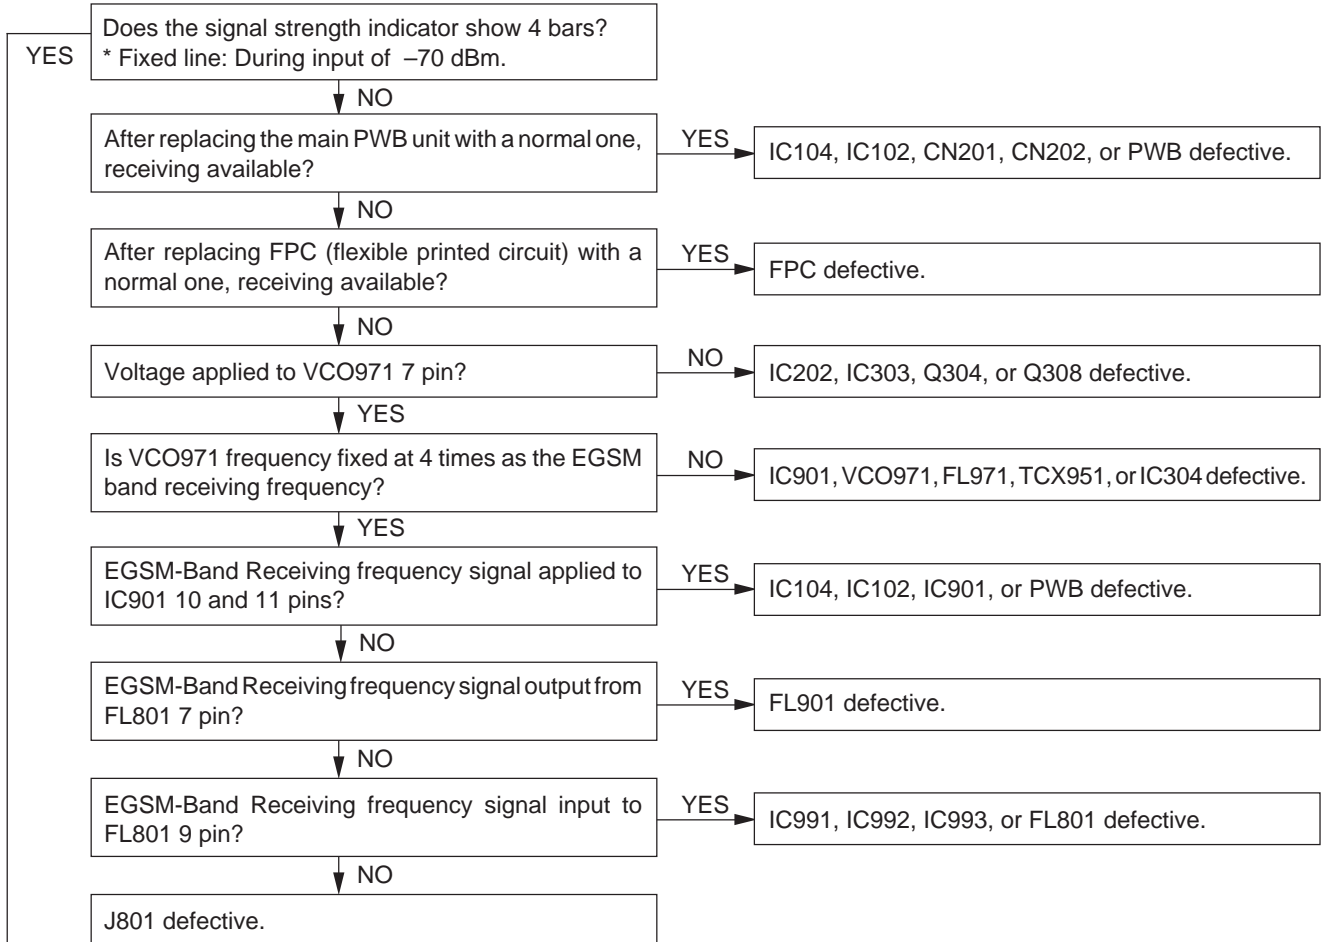 Does the signal strength indicator show 4 bars?
YES
* Fixed line: During input of –70 dBm.
NO
After replacing the main PWB unit with a normal one,
receiving available?
YES
IC104, IC102, CN201, CN202, or PWB defective.
NO
After replacing FPC (flexible printed circuit) with a
normal one, receiving available?
YES
FPC defective.
NO
Voltage applied to VCO971 7 pin?
NO
IC202, IC303, Q304, or Q308 defective.
YES
Is VCO971 frequency fixed at 4 times as the EGSM
band receiving frequency?
NO
IC901, VCO971, FL971, TCX951, or IC304 defective.
YES
EGSM-Band Receiving frequency signal applied to
IC901 10 and 11 pins?
YES
IC104, IC102, IC901, or PWB defective.
NO
EGSM-Band Receiving frequency signal output from
FL801 7 pin?
YES
FL901 defective.
NO
EGSM-Band Receiving frequency signal input to
FL801 9 pin?
YES
IC991, IC992, IC993, or FL801 defective.
NO
J801 defective.